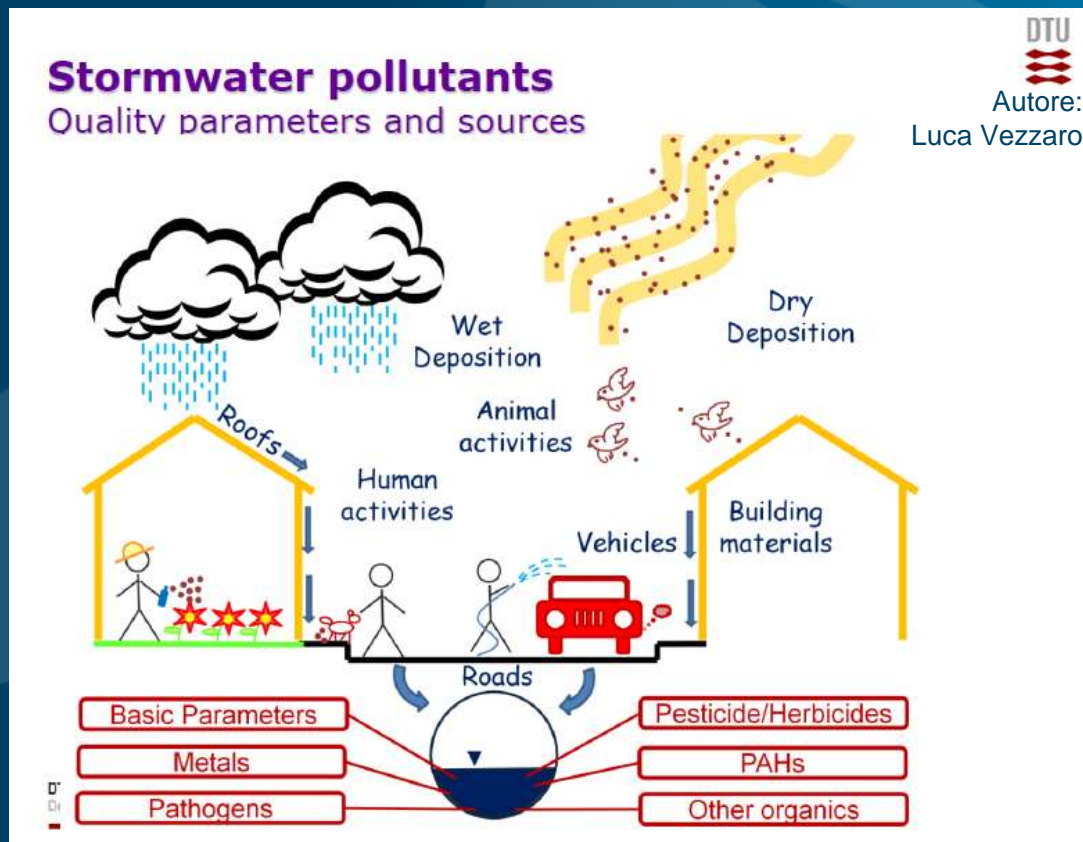 Stormwater pollutants
Quality parameters and sources
DTU
Autore:
Luca Vezzaro
Wet
Deposition
Dry
Deposition
Animal
activities
Roofs
Human
activities
Vehicles
Building
materials
Roads
Basic Parameters
Metals
Pathogens
Pesticide/Herbicides
PAHs
Other organics